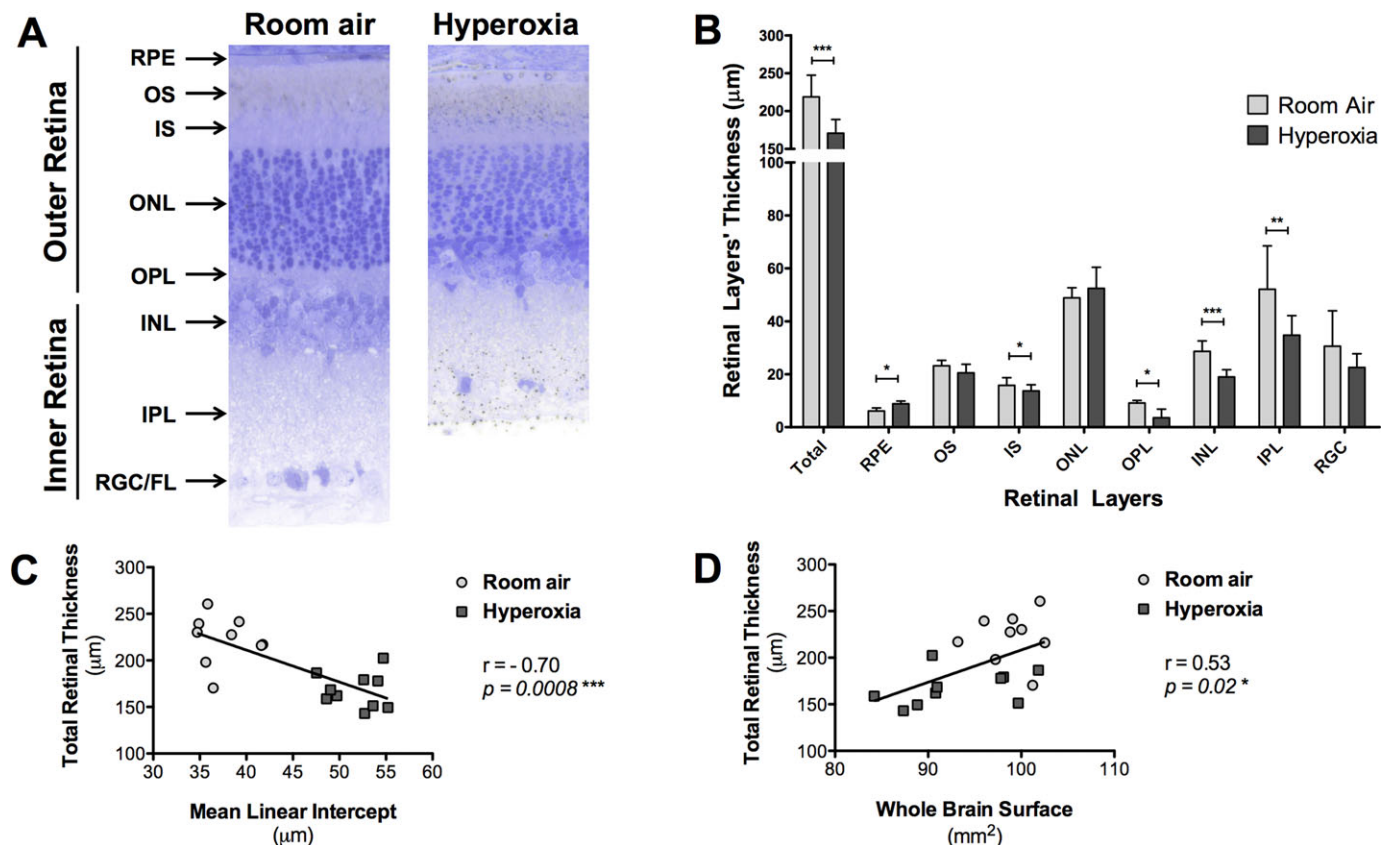 A
Room air
Hyperoxia
Outer Retina
Inner Retina
RPE
OS
IS
ONL
OPL
INL
IPL
RGC/FL
B
Retinal Layers' Thickness (μm)
300
250
200
150
100
80
60
40
20
0
***
*
*
*
***
**
Room Air
Hyperoxia
Total
RPE
OS
IS
ONL
OPL
INL
IPL
RGC
Retinal Layers
C
Total Retinal Thickness
(μm)
300
250
200
150
100
30
35
40
45
50
55
60
Mean Linear Intercept
(μm)
Room air
Hyperoxia
r = - 0.70
p = 0.0008 ***
D
Total Retinal Thickness
(μm)
300
250
200
150
100
80
90
100
110
Whole Brain Surface
(mm²)
Room air
Hyperoxia
r = 0.53
p = 0.02 *